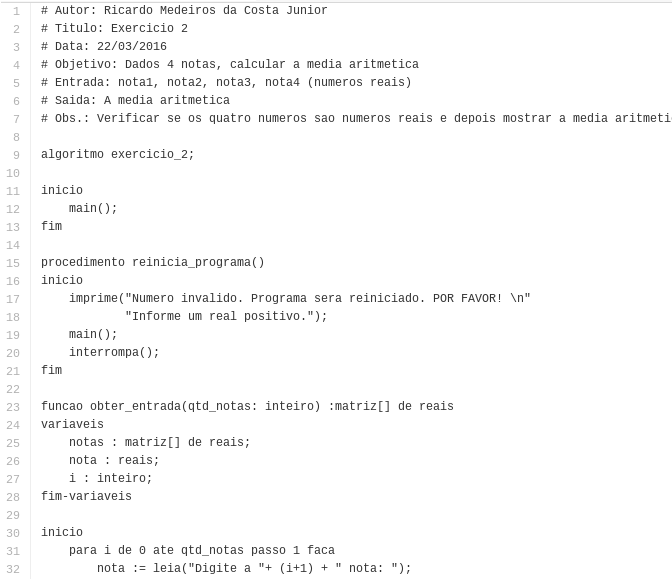 1 # Autor: Ricardo Medeiros da Costa Junior
2 # Titulo: Exercicio 2
3 # Data: 22/03/2016
4 # Objetivo: Dados 4 notas, calcular a media aritmetica
5 # Entrada: nota1, nota2, nota3, nota4 (numeros reais)
6 # Saida: A media aritmetica
7 # Obs.: Verificar se os quatro numeros sao numeros reais e depois mostrar a media aritmeti
8
9 algoritmo exercicio_2;
10
11 inicio
12     main();
13 fim
14
15 procedimento reinicia_programa()
16 inicio
17     imprime("Numero invalido. Programa sera reiniciado. POR FAVOR! \n"
18             "Informe um real positivo.");
19     main();
20     interrompa();
21 fim
22
23 funcao obter_entrada(qtd_notas: inteiro) :matriz[] de reais
24 variaveis
25     notas : matriz[] de reais;
26     nota : reais;
27     i : inteiro;
28 fim-variaveis
29
30 inicio
31     para i de 0 ate qtd_notas passo 1 faca
32         nota := leia("Digite a "+ (i+1) + " nota: ");